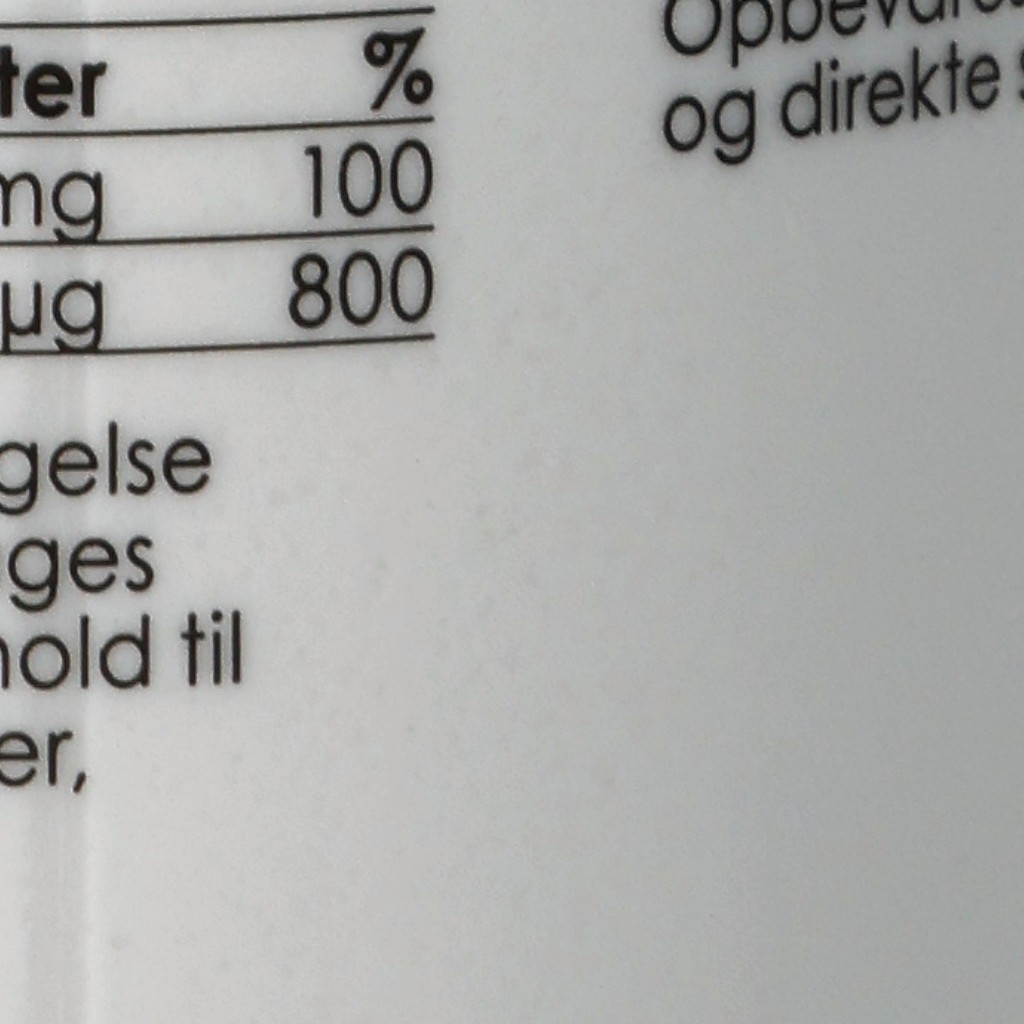 ter %
mg 100
µg 800
gelse
ges
hold til
er,
og direkte